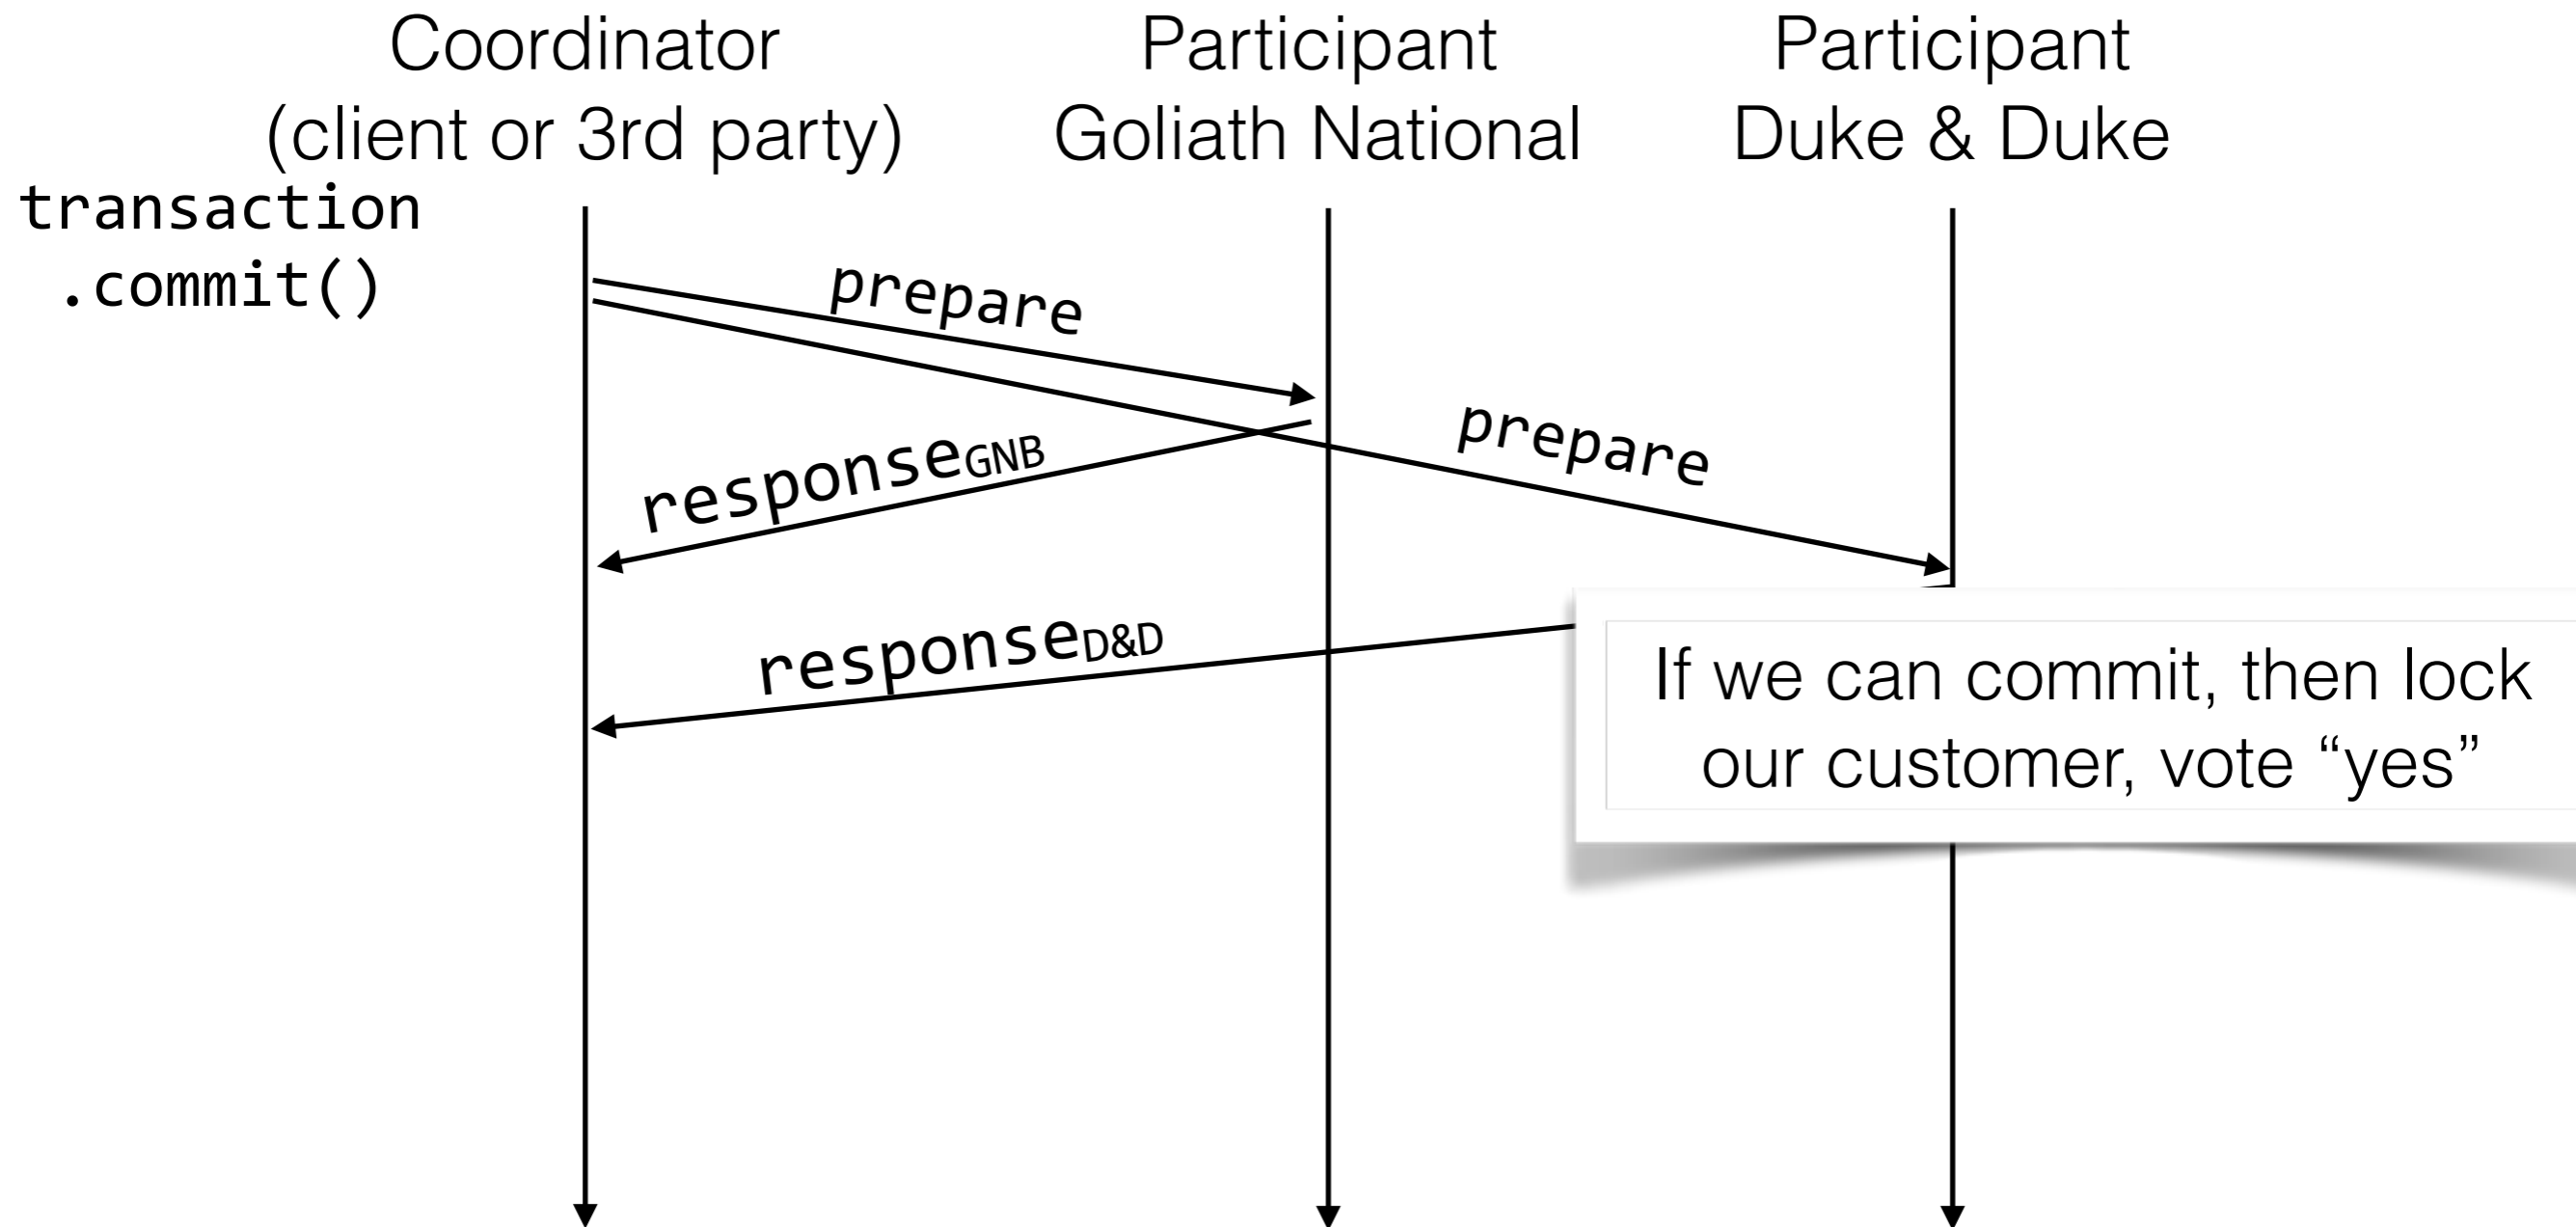 Coordinator
(client or 3rd party)
Participant
Goliath National
Participant
Duke & Duke
transaction
.commit()
prepare
prepare
responseGNB
responseD&D
If we can commit, then lock
our customer, vote “yes”